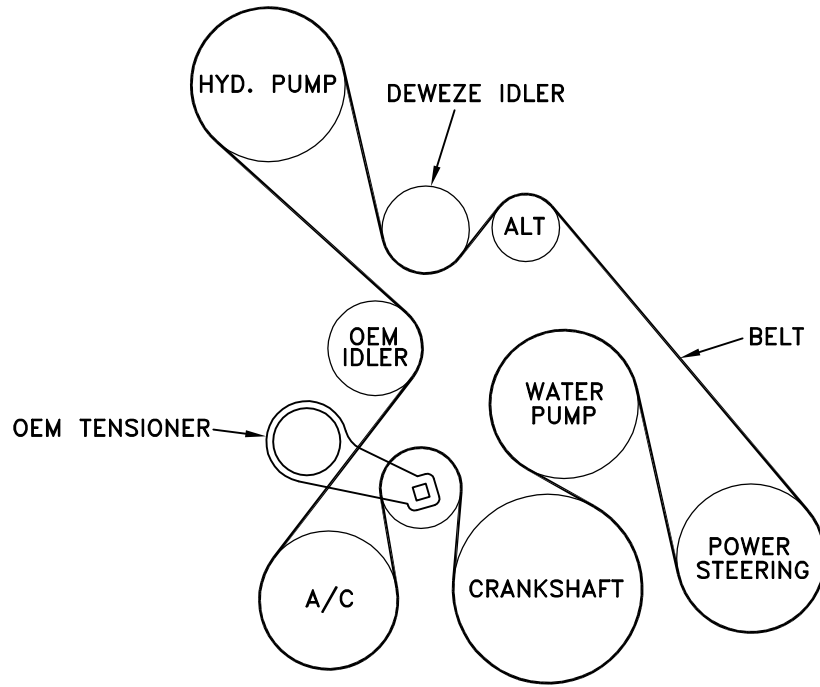 HYD. PUMP
DEWEZE IDLER
ALT
OEM
IDLER
BELT
WATER
PUMP
OEM TENSIONER
POWER
STEERING
A/C
CRANKSHAFT